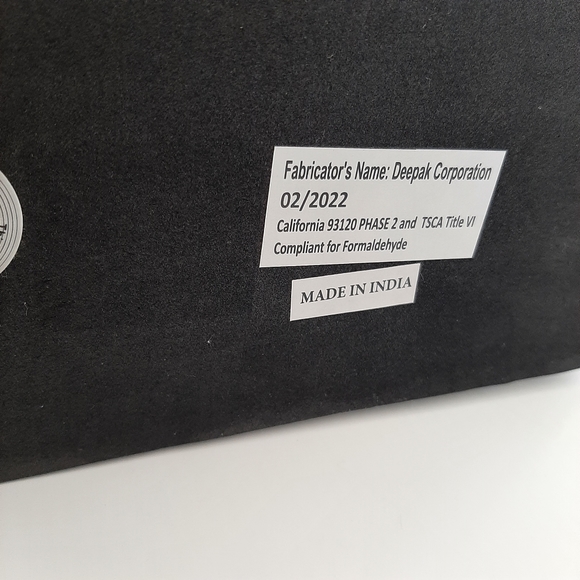 Fabricator's Name: Deepak Corporation
02/2022
California 93120 PHASE 2 and TSCA Title VI
Compliant for Formaldehyde
MADE IN INDIA